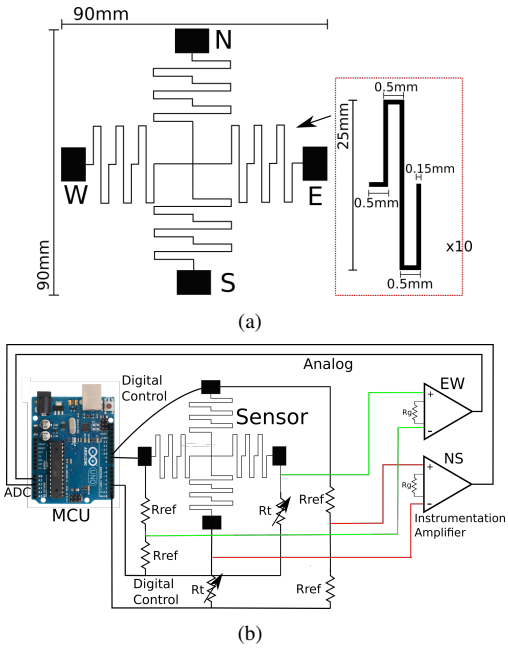 90mm
N
W
E
S
90mm
0.5mm
25mm
0.15mm
0.5mm
x10
0.5mm
(a)
Analog
Digital
Control
EW
Sensor
Rg
+
-
NS
Rg
+
-
ADC
MCU
Rref
Rt
Rref
Instrumentation
Amplifier
Rref
Digital
Control
Rt
Rref
UNO
(b)